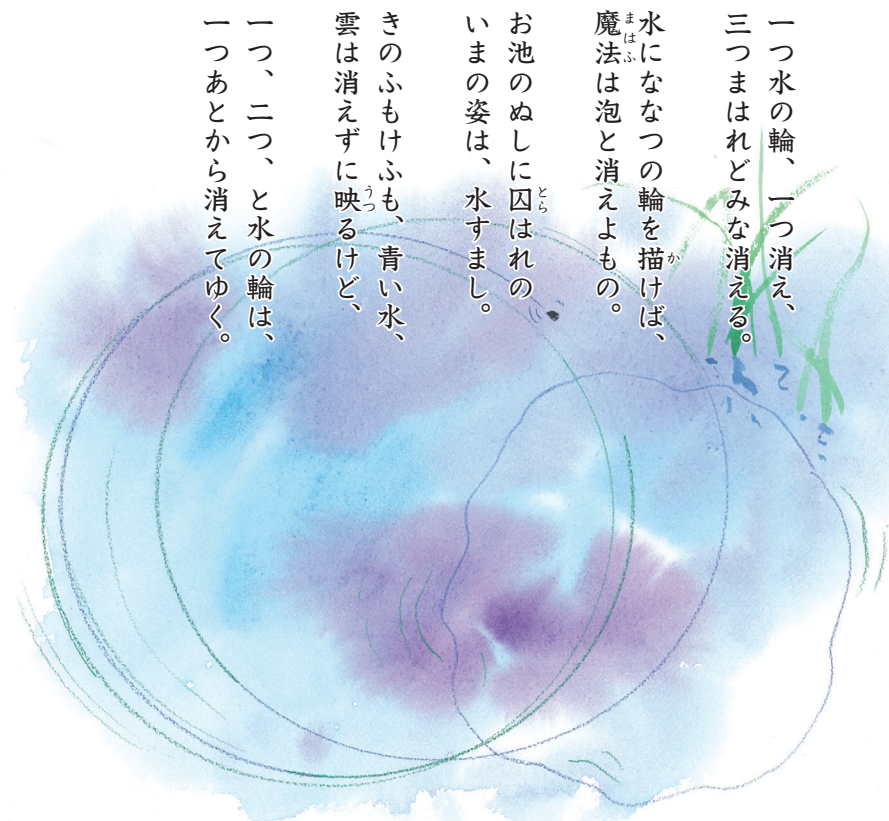 一つ水の輪、一つ消え、
三つまはれどみな消える。
水にななつの輪を描けば、
魔法は泡と消えよもの。
お池のぬしに囚はれの
いまの姿は、水すまし。
きのふもけふも、青い水、
雲は消えずに映るけど、
一つ、二つ、と水の輪は、
一つあとから消えてゆく。